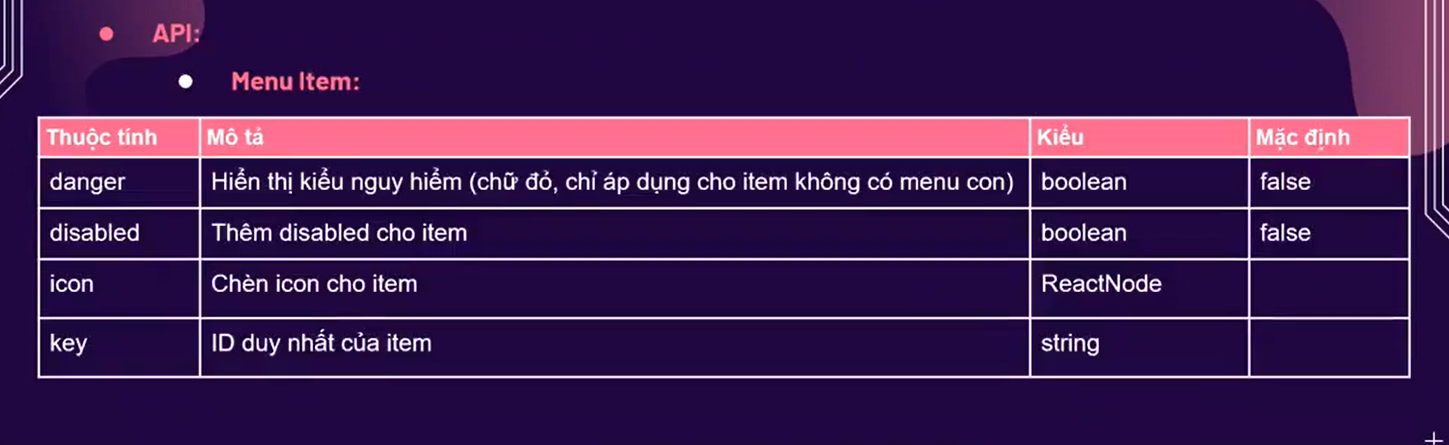 API:
Menu Item:
Thuộc tính Mô tả Kiểu Mặc định
danger Hiển thị kiểu nguy hiểm (chữ đỏ, chỉ áp dụng cho item không có menu con) boolean false
disabled Thêm disabled cho item boolean false
icon Chèn icon cho item ReactNode
key ID duy nhất của item string